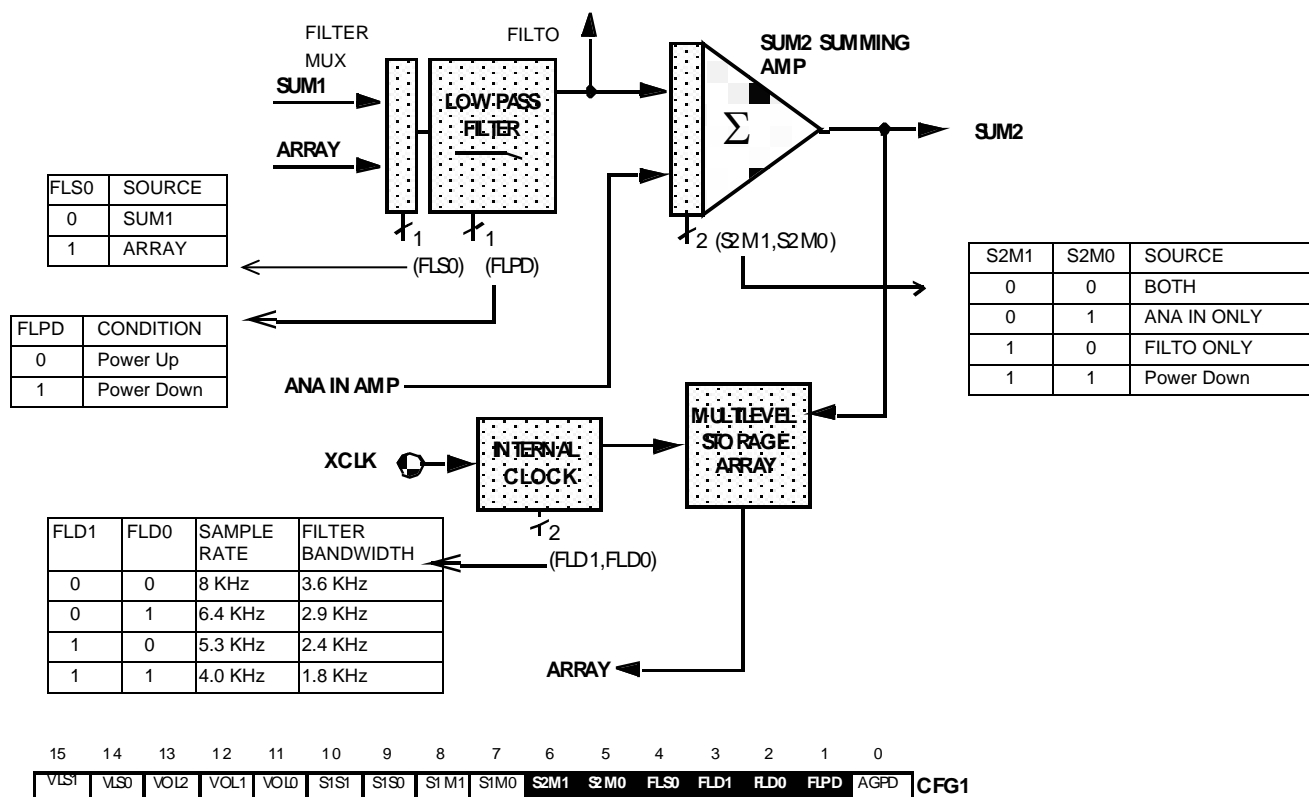 FILTER
MUX
FILTO
SUM2 SUMMING
AMP
SUM1
LOW PASS
FILTER
Σ
SUM2
ARRAY
FLS0 SOURCE
0 SUM1
1 ARRAY
1
1
2 (S2M1,S2M0)
(FLS0) (FLPD)
S2M1 S2M0 SOURCE
0 0 BOTH
0 1 ANA IN ONLY
1 0 FILTO ONLY
1 1 Power Down
FLPD CONDITION
0 Power Up
1 Power Down
ANA IN AMP
MULTILEVEL
STORAGE
ARRAY
XCLK
INTERNAL
CLOCK
2
(FLD1,FLD0)
FLD1 FLD0 SAMPLE RATE FILTER BANDWIDTH
0 0 8 KHz 3.6 KHz
0 1 6.4 KHz 2.9 KHz
1 0 5.3 KHz 2.4 KHz
1 1 4.0 KHz 1.8 KHz
ARRAY
15 14 13 12 11 10 9 8 7 6 5 4 3 2 1 0
VLS1 VLS0 VOL2 VOL1 VOL0 S1S1 S1S0 S1M1 S1M0 S2M1 S2M0 FLS0 FLD1 FLD0 FLPD AGPD CFG1